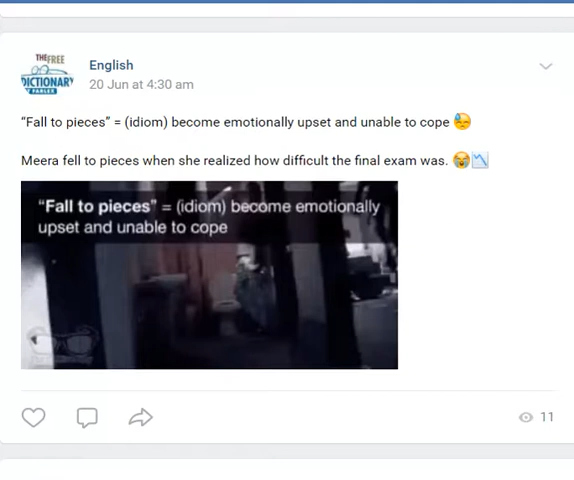 THE FREE
DICTIONARY
English
20 Jun at 4:30 am
“Fall to pieces” = (idiom) become emotionally upset and unable to cope 😓
Meera fell to pieces when she realized how difficult the final exam was. 😭📉
“Fall to pieces” = (idiom) become emotionally
upset and unable to cope
11